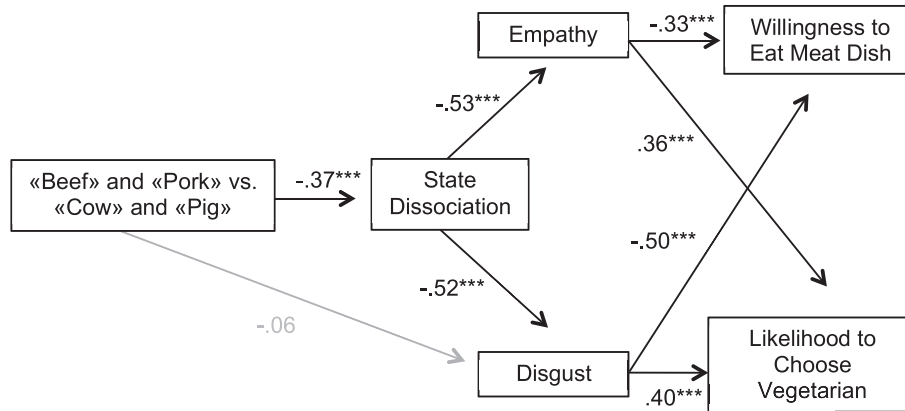 Empathy
-.33***
Willingness to
Eat Meat Dish
-.53***
.36***
«Beef» and «Pork» vs.
«Cow» and «Pig»
-.37***
State
Dissociation
-.50***
-.52***
-.06
Disgust
.40***
Likelihood to
Choose
Vegetarian